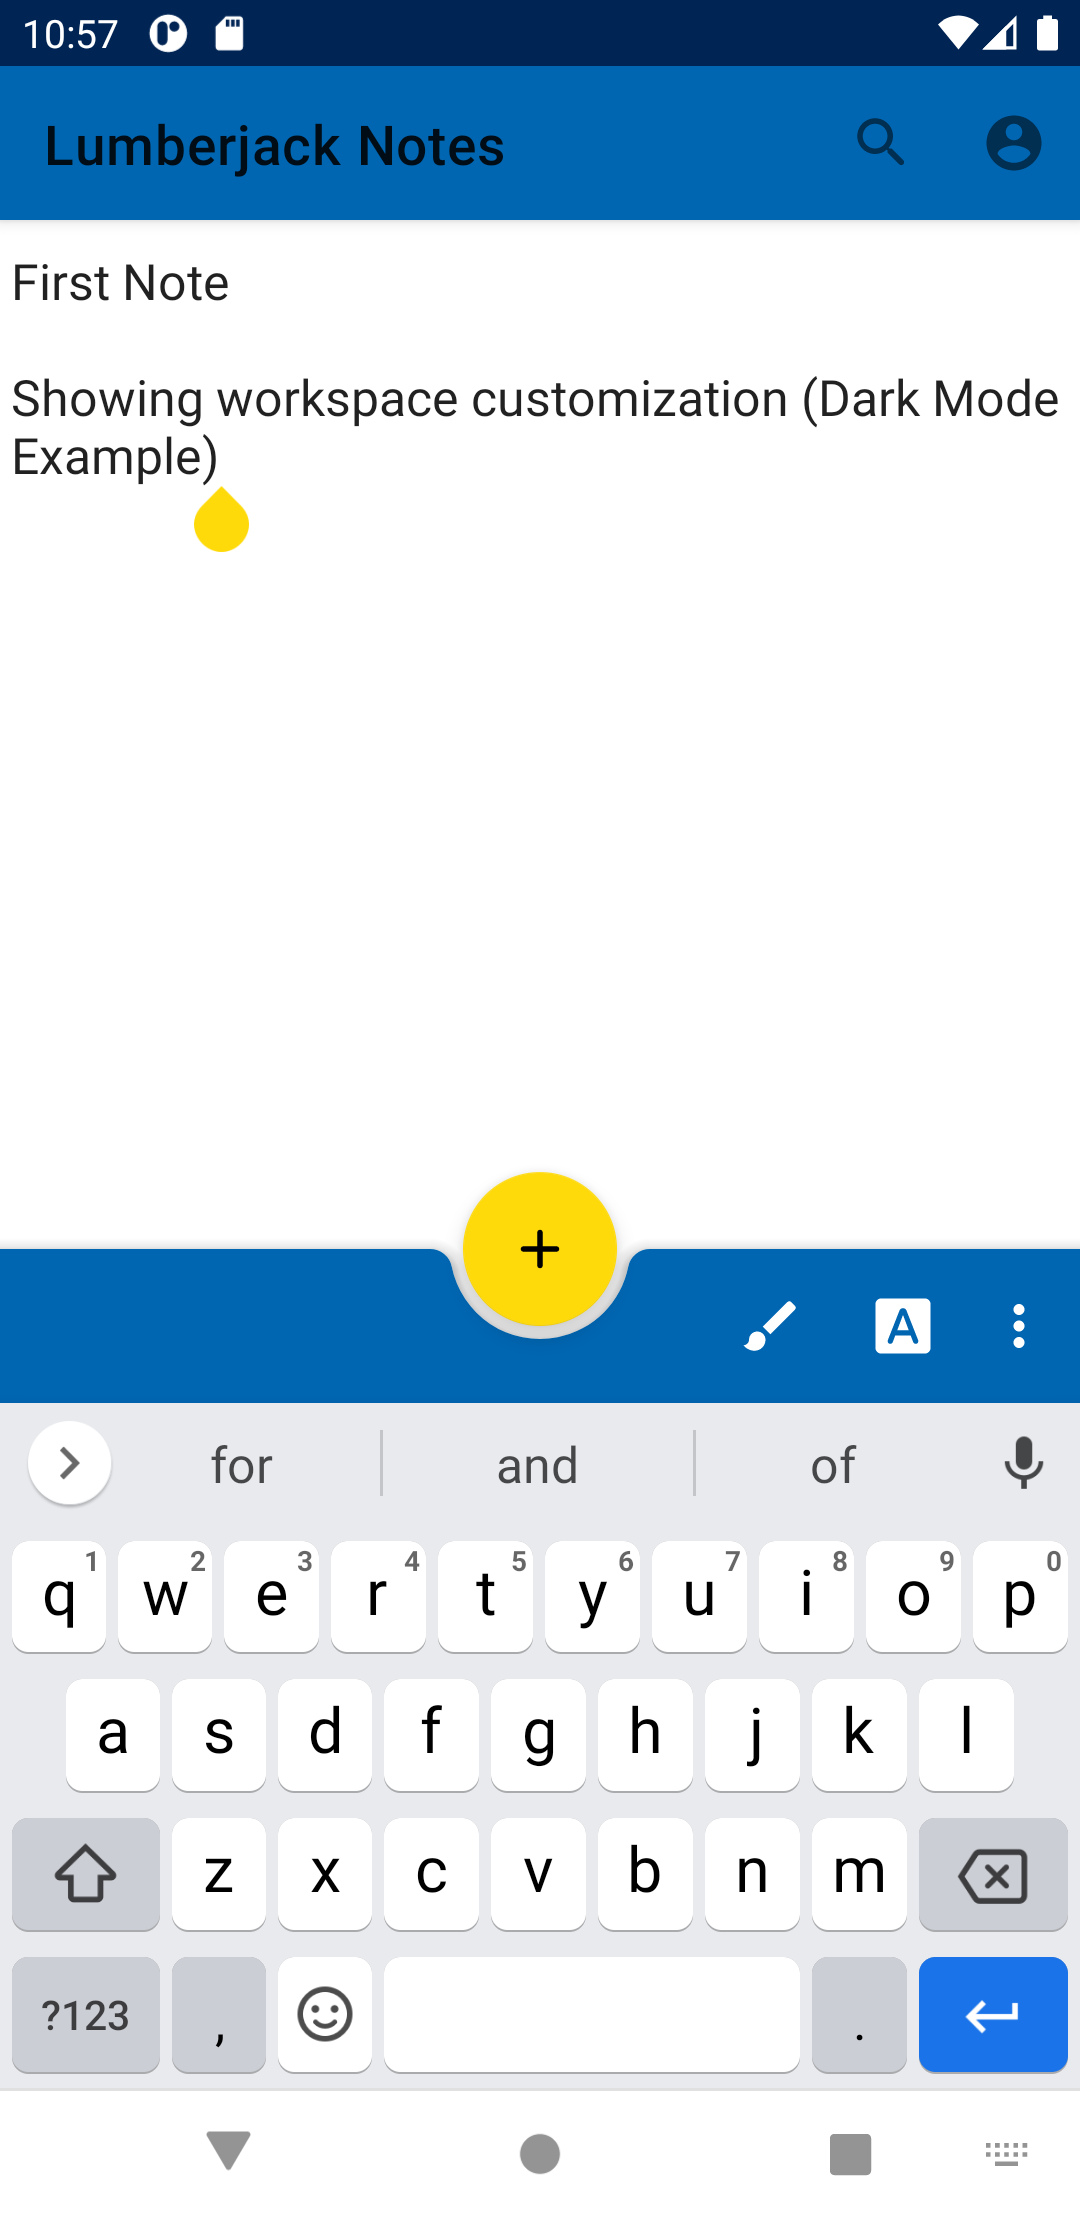 10:57
Lumberjack Notes
First Note
Showing workspace customization (Dark Mode
Example)
A
for and of
q 1 w 2 e 3 r 4 t 5 y 6 u 7 i 8 o 9 p 0
a s d f g h j k l
z x c v b n m
?123 , .